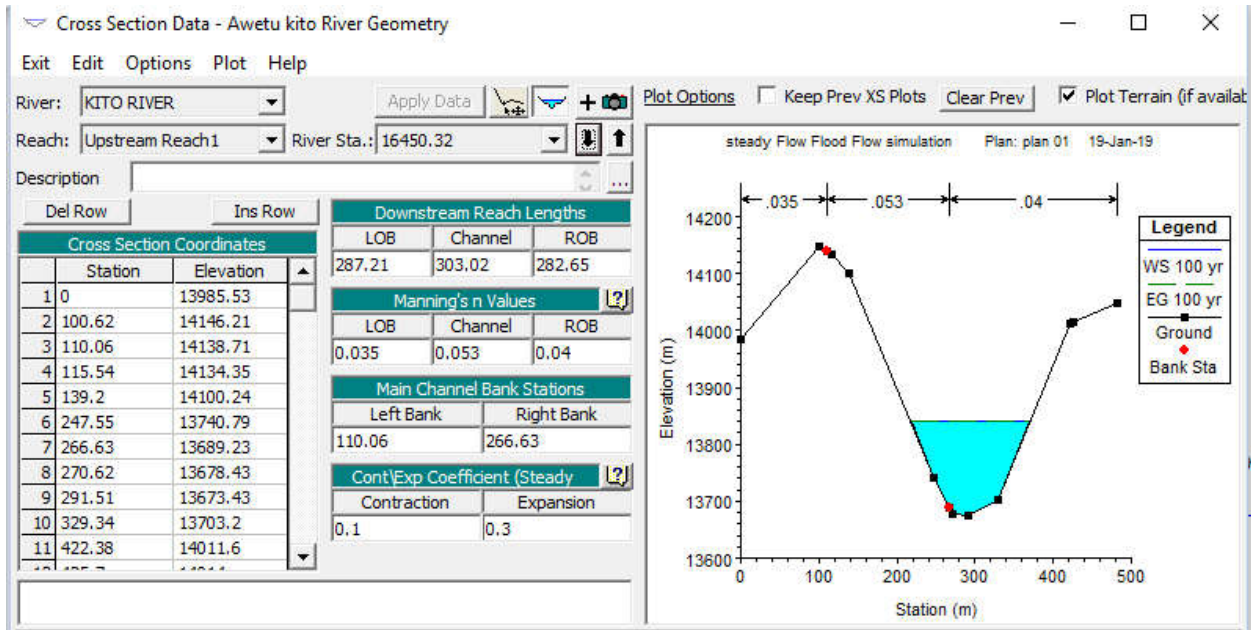 Cross Section Data - Awetu kito River Geometry
Exit Edit Options Plot Help
River: KITO RIVER
Apply Data
Reach: Upstream Reach1
River Sta.: 16450.32
Description
...
Del Row Ins Row
Cross Section Coordinates
Station Elevation
1 0 13985.53
2 100.62 14146.21
3 110.06 14138.71
4 115.54 14134.35
5 139.2 14100.24
6 247.55 13740.79
7 266.63 13689.23
8 270.62 13678.43
9 291.51 13673.43
10 329.34 13703.2
11 422.38 14011.6
Downstream Reach Lengths
LOB Channel ROB
287.21 303.02 282.65
Manning's n Values
LOB Channel ROB
0.035 0.053 0.04
Main Channel Bank Stations
Left Bank Right Bank
110.06 266.63
Cont\Exp Coefficient (Steady
Contraction Expansion
0.1 0.3
Plot Options Keep Prev XS Plots Clear Prev Plot Terrain (if availab
steady Flow Flood Flow simulation Plan: plan 01 19-Jan-19
.035 .053 .04
14200
14100
14000
13900
13800
13700
13600
Elevation (m)
0 100 200 300 400 500
Station (m)
Legend
WS 100 yr
EG 100 yr
Ground
Bank Sta